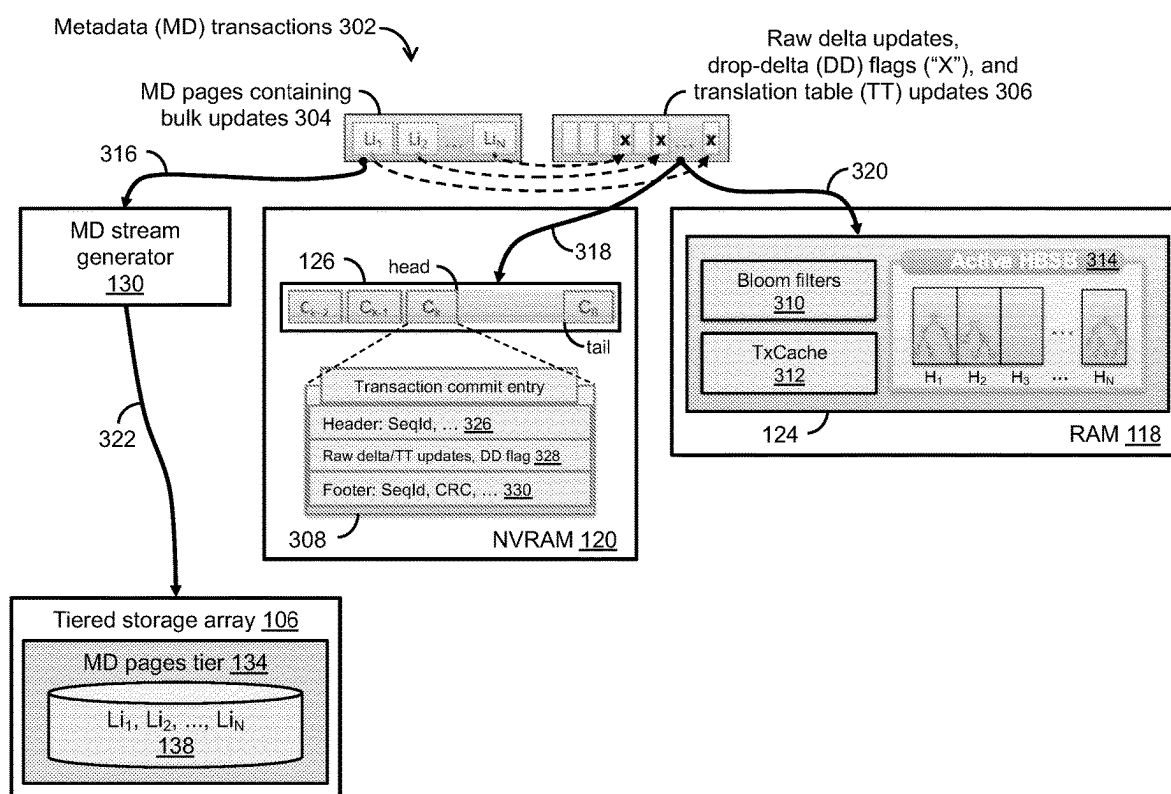 Metadata (MD) transactions 302
Raw delta updates,
drop-delta (DD) flags ("X"), and
translation table (TT) updates 306
MD pages containing
bulk updates 304
Li1 Li2 ... LiN
x x ... x
316
320
318
MD stream
generator
130
126
head
Ck-2 Ck-1 Ck
tail
Transaction commit entry
Header: SeqId, ... 326
Raw delta/TT updates, DD flag 328
Footer: SeqId, CRC, ... 330
308
NVRAM 120
Active HBSB 314
Bloom filters
310
TxCache
312
...
H1 H2 H3 ... HN
124
RAM 118
322
Tiered storage array 106
MD pages tier 134
Li1, Li2, ..., LiN
138